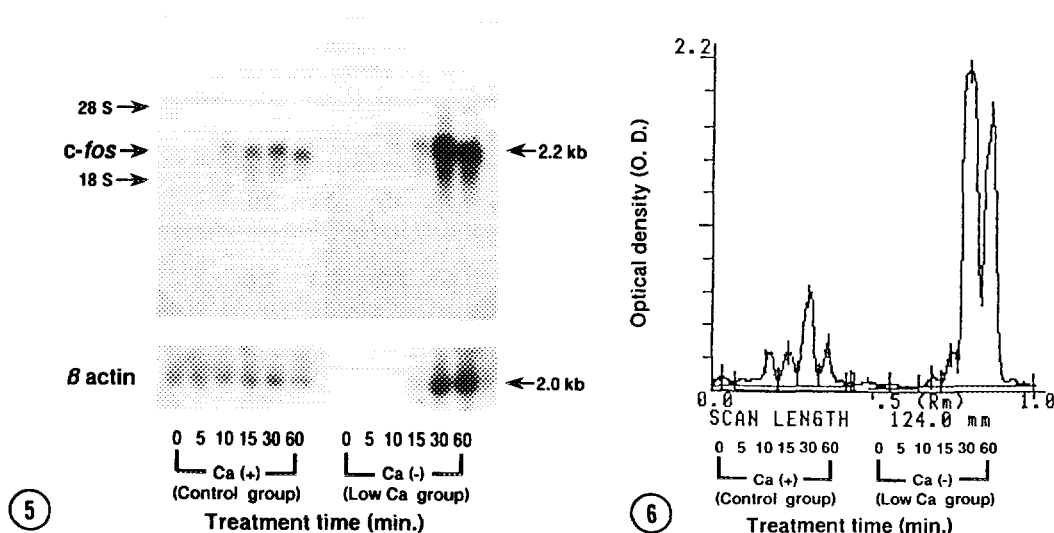 28 S
c-fos
18 S
2.2 kb
β actin
2.0 kb
0 5 10 15 30 60 0 5 10 15 30 60
Ca (+) Ca (-)
(Control group) (Low Ca group)
5
Treatment time (min.)
2.2
Optical density (O. D.)
0.0 .5 (Rm) 1.0
SCAN LENGTH 124.0 mm
0 5 10 15 30 60 0 5 10 15 30 60
Ca (+) Ca (-)
(Control group) (Low Ca group)
6
Treatment time (min.)